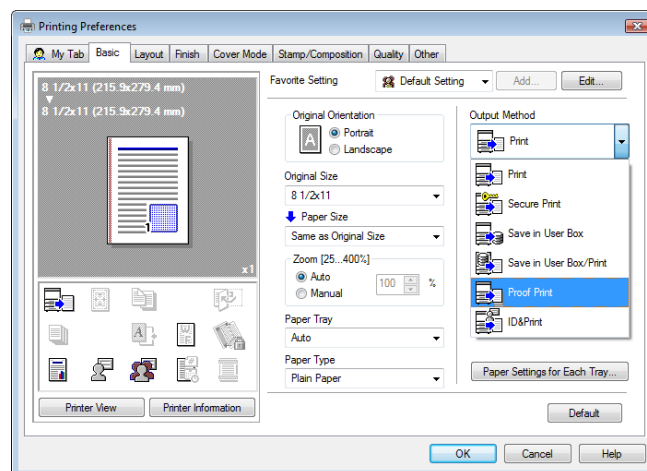 Printing Preferences
My Tab Basic Layout Finish Cover Mode Stamp/Composition Quality Other
8 1/2x11 (215.9x279.4 mm)
8 1/2x11 (215.9x279.4 mm)
1
x1
Printer View Printer Information
Favorite Setting Default Setting Add... Edit...
Original Orientation
A Portrait
Landscape
Original Size
8 1/2x11
Paper Size
Same as Original Size
Zoom [25...400%]
Auto
Manual
100 %
Paper Tray
Auto
Paper Type
Plain Paper
Output Method
Print
Print
Secure Print
Save in User Box
Save in User Box/Print
Proof Print
ID&Print
Paper Settings for Each Tray...
Default
OK Cancel Help